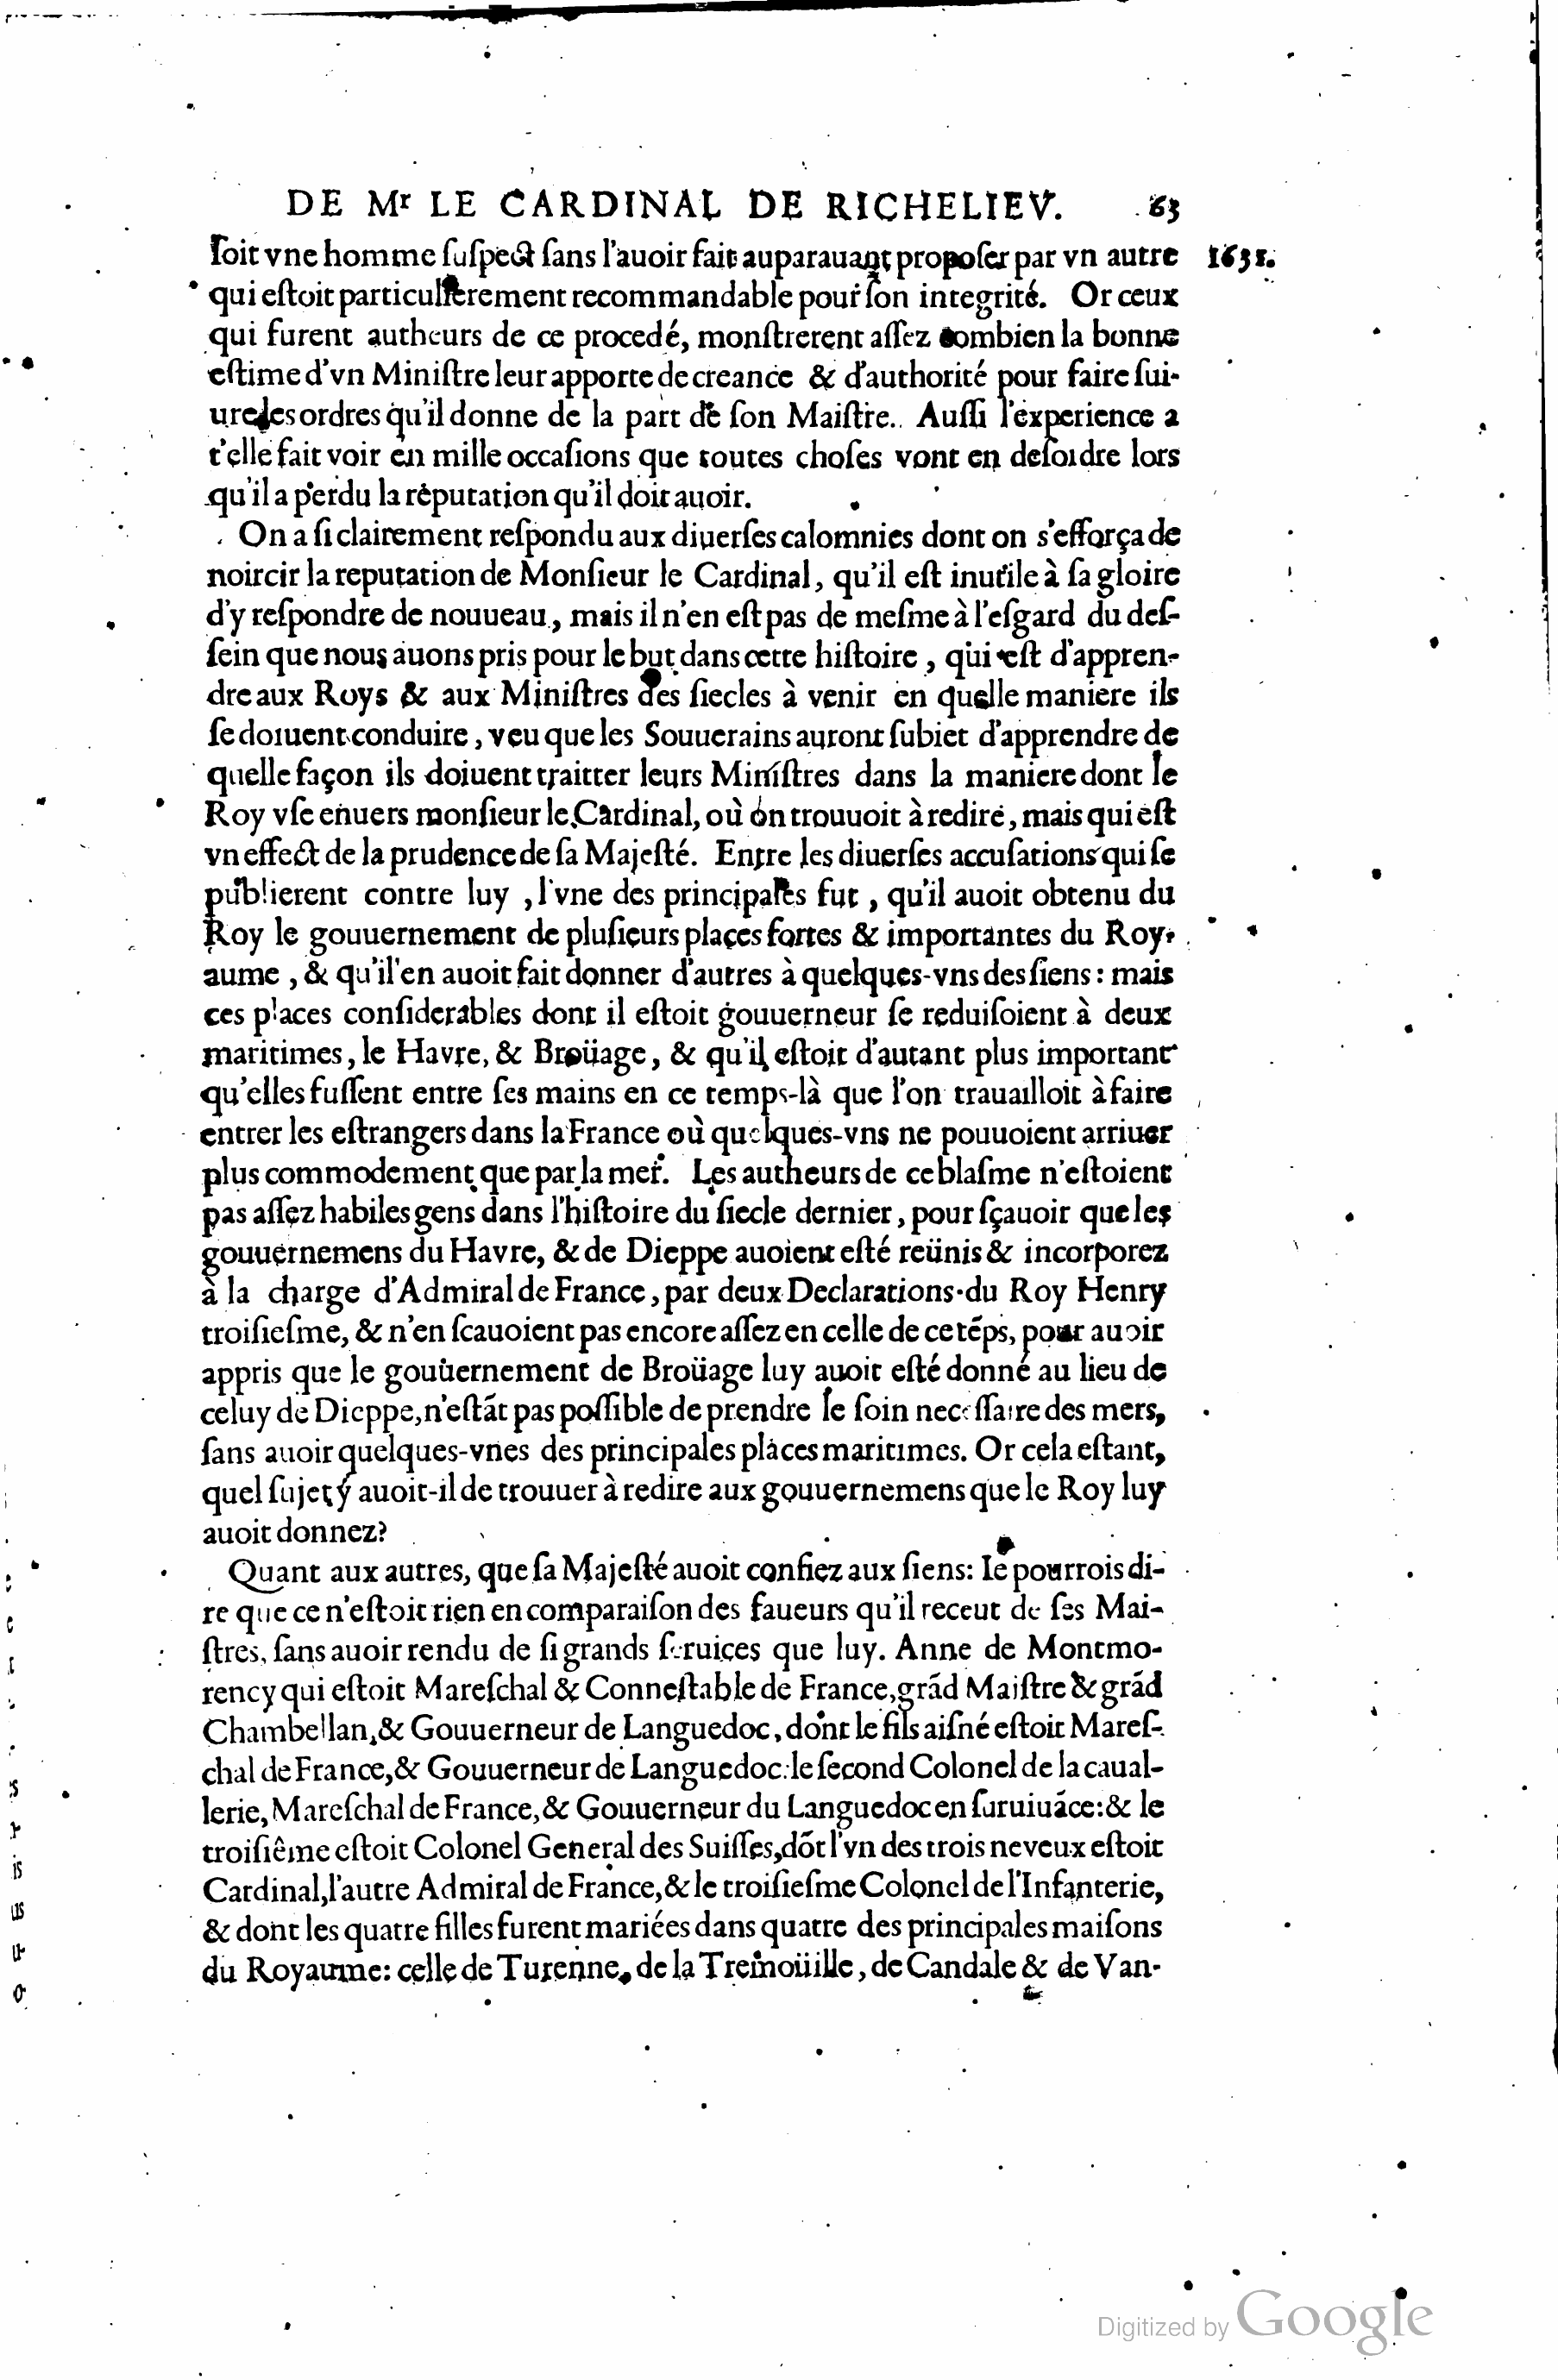 DE Mr LE CARDINAL DE RICHELIEV. 63
ſoit vne homme ſuſpect ſans l'auoir fait auparauant propoſer par vn autre 1631.
qui eſtoit particulierement recommandable pour ſon integrité. Or ceux
qui furent autheurs de ce procedé, monſtrerent aſſez combien la bonne
eſtime d'vn Miniſtre leur apporte de creance & d'authorité pour faire ſui-
ure les ordres qu'il donne de la part de ſon Maiſtre. Auſſi l'experience a
t'elle fait voir en mille occaſions que toutes choſes vont en deſordre lors
qu'il a perdu la réputation qu'il doit auoir.
On a ſi clairement reſpondu aux diuerſes calomnies dont on s'efforça de
noircir la reputation de Monſieur le Cardinal, qu'il eſt inutile à ſa gloire
d'y reſpondre de nouueau, mais il n'en eſt pas de meſme à l'eſgard du deſ-
ſein que nous auons pris pour le but dans cette hiſtoire, qui eſt d'appren-
dre aux Roys & aux Miniſtres des ſiecles à venir en quelle maniere ils
ſe doiuent conduire, veu que les Souuerains auront ſubiet d'apprendre de
quelle façon ils doiuent traitter leurs Miniſtres dans la maniere dont le
Roy vſe enuers monſieur le Cardinal, où on trouuoit à redire, mais qui eſt
vn effect de la prudence de ſa Majeſté. Entre les diuerſes accuſations qui ſe
publierent contre luy, l'vne des principales fut, qu'il auoit obtenu du
Roy le gouuernement de pluſieurs places fortes & importantes du Roy-
aume, & qu'il'en auoit fait donner d'autres à quelques-vns des ſiens: mais
ces places conſiderables dont il eſtoit gouuerneur ſe reduiſoient à deux
maritimes, le Havre, & Broüage, & qu'il eſtoit d'autant plus important
qu'elles fuſſent entre ſes mains en ce temps-là que l'on trauailloit à faire
entrer les eſtrangers dans la France où quelques-vns ne pouuoient arriuer
plus commodement que par la mer. Les autheurs de ce blaſme n'eſtoient
pas aſſez habiles gens dans l'hiſtoire du ſiecle dernier, pour ſçauoir que les
gouuernemens du Havre, & de Dieppe auoient eſté reünis & incorporez
à la charge d'Admiral de France, par deux Declarations du Roy Henry
troiſieſme, & n'en ſcauoient pas encore aſſez en celle de ce tẽps, pour auoir
appris que le gouuernement de Broüage luy auoit eſté donné au lieu de
celuy de Dieppe, n'eſtãt pas poſſible de prendre le ſoin neceſſaire des mers,
ſans auoir quelques-vnes des principales places maritimes. Or cela eſtant,
quel ſujet y auoit-il de trouuer à redire aux gouuernemens que le Roy luy
auoit donnez?
Quant aux autres, que ſa Majeſté auoit confiez aux ſiens: Ie pourrois di-
re que ce n'eſtoit rien en comparaiſon des faueurs qu'il receut de ſes Mai-
ſtres, ſans auoir rendu de ſi grands ſeruices que luy. Anne de Montmo-
rency qui eſtoit Mareſchal & Conneſtable de France, grãd Maiſtre & grãd
Chambellan, & Gouuerneur de Languedoc, dont le fils aiſné eſtoit Mareſ-
chal de France, & Gouuerneur de Languedoc: le ſecond Colonel de la caual-
lerie, Mareſchal de France, & Gouuerneur du Languedoc en ſuruiuãce: & le
troiſiême eſtoit Colonel General des Suiſſes, dõt l'vn des trois neveux eſtoit
Cardinal, l'autre Admiral de France, & le troiſieſme Colonel de l'Infanterie,
& dont les quatre filles furent mariées dans quatre des principales maiſons
du Royaume: celle de Turenne, de la Tremoüille, de Candale & de Van-
Digitized by Google